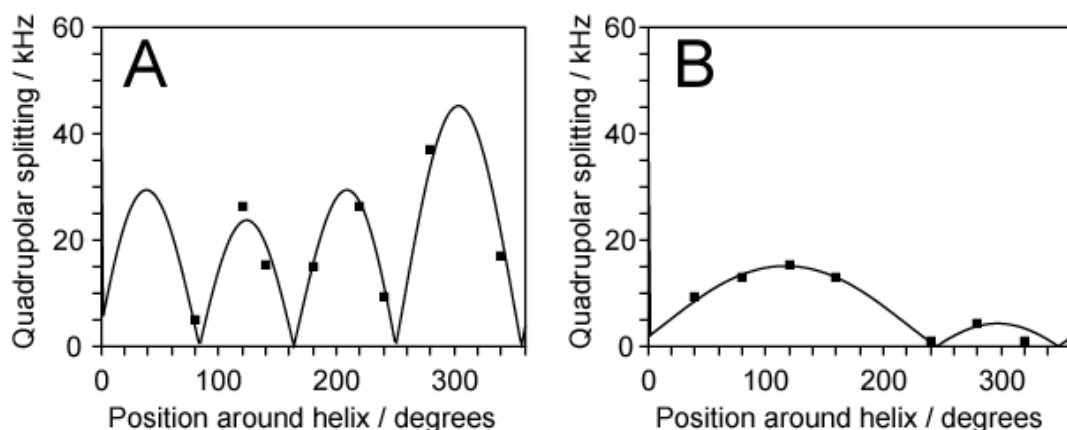 A
Quadrupolar splitting / kHz
60
40
20
0
0 100 200 300
Position around helix / degrees
B
Quadrupolar splitting / kHz
60
40
20
0
0 100 200 300
Position around helix / degrees